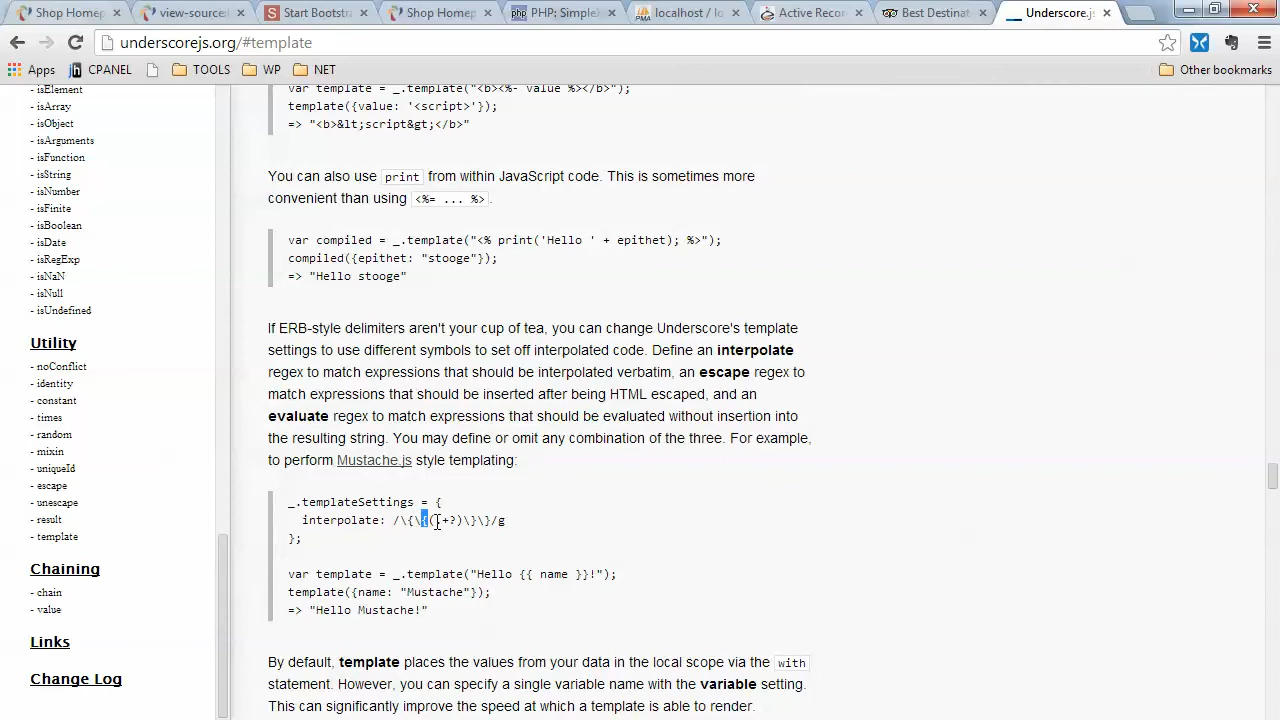 Shop Homep
view-source
Start Bootstra
Shop Homep
PHP: SimpleX
localhost / lo
Active Recor
Best Destinat
Underscore.js
underscorejs.org/#template
Apps
CPANEL
TOOLS
WP
NET
Other bookmarks
- isElement
- isArray
- isObject
- isArguments
- isFunction
- isString
- isNumber
- isFinite
- isBoolean
- isDate
- isRegExp
- isNaN
- isNull
- isUndefined
Utility
- noConflict
- identity
- constant
- times
- random
- mixin
- uniqueId
- escape
- unescape
- result
- template
Chaining
- chain
- value
Links
Change Log
var template = _.template("<b><%- value %></b>");
template({value: '<script>'});
=> "<b>&lt;script&gt;</b>"
You can also use print from within JavaScript code. This is sometimes more
convenient than using <%= ... %>.
var compiled = _.template("<% print('Hello ' + epithet); %>");
compiled({epithet: "stooge"});
=> "Hello stooge"
If ERB-style delimiters aren't your cup of tea, you can change Underscore's template
settings to use different symbols to set off interpolated code. Define an interpolate
regex to match expressions that should be interpolated verbatim, an escape regex to
match expressions that should be inserted after being HTML escaped, and an
evaluate regex to match expressions that should be evaluated without insertion into
the resulting string. You may define or omit any combination of the three. For example,
to perform Mustache.js style templating:
_.templateSettings = {
interpolate: /\{\{(.+?)\}\}/g
};
var template = _.template("Hello {{ name }}!");
template({name: "Mustache"});
=> "Hello Mustache!"
By default, template places the values from your data in the local scope via the with
statement. However, you can specify a single variable name with the variable setting.
This can significantly improve the speed at which a template is able to render.